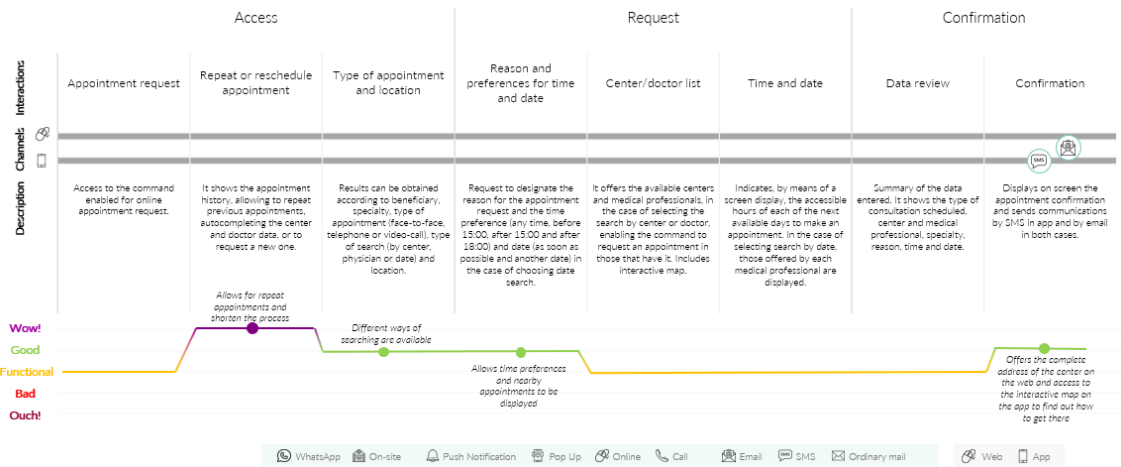 Access
Request
Confirmation
Interactions
Appointment request
Repeat or reschedule
appointment
Type of appointment
and location
Reason and
preferences for time
and date
Center/doctor list
Time and date
Data review
Confirmation
Channels
SMS
Description
Access to the command
enabled for online
appointment request.
It shows the appointment
history, allowing to repeat
previous appointments,
autocompleting the center
and doctor data, or to
request a new one.
Results can be obtained
according to beneficiary,
specialty, type of
appointment (face-to-face,
telephone or video-call), type
of search (by center,
physician or date) and
location.
Request to designate the
reason for the appointment
request and the time
preference (any time, before
15:00, after 15:00 and after
18:00) and date (as soon as
possible and another date) in
the case of choosing date
search.
It offers the available centers
and medical professionals, in
the case of selecting the
search by center or doctor,
enabling the command to
request an appointment in
those that have it. Includes
interactive map.
Indicates, by means of a
screen display, the accessible
hours of each of the next
available days to make an
appointment. In the case of
selecting search by date,
those offered by each
medical professional are
displayed.
Summary of the data
entered. It shows the type of
consultation scheduled,
center and medical
professional, specialty,
reason, time and date.
Displays on screen the
appointment confirmation
and sends communications
by SMS in app and by email
in both cases.
Wow!
Good
Functional
Bad
Ouch!
Allows for repeat
appointments and
shorten the process
Different ways of
searching are available
Allows time preferences
and nearby
appointments to be
displayed
Offers the complete
address of the center on
the web and access to
the interactive map on
the app to find out how
to get there
WhatsApp
On-site
Push Notification
Pop Up
Online
Call
Email
SMS SMS
Ordinary mail
Web
App